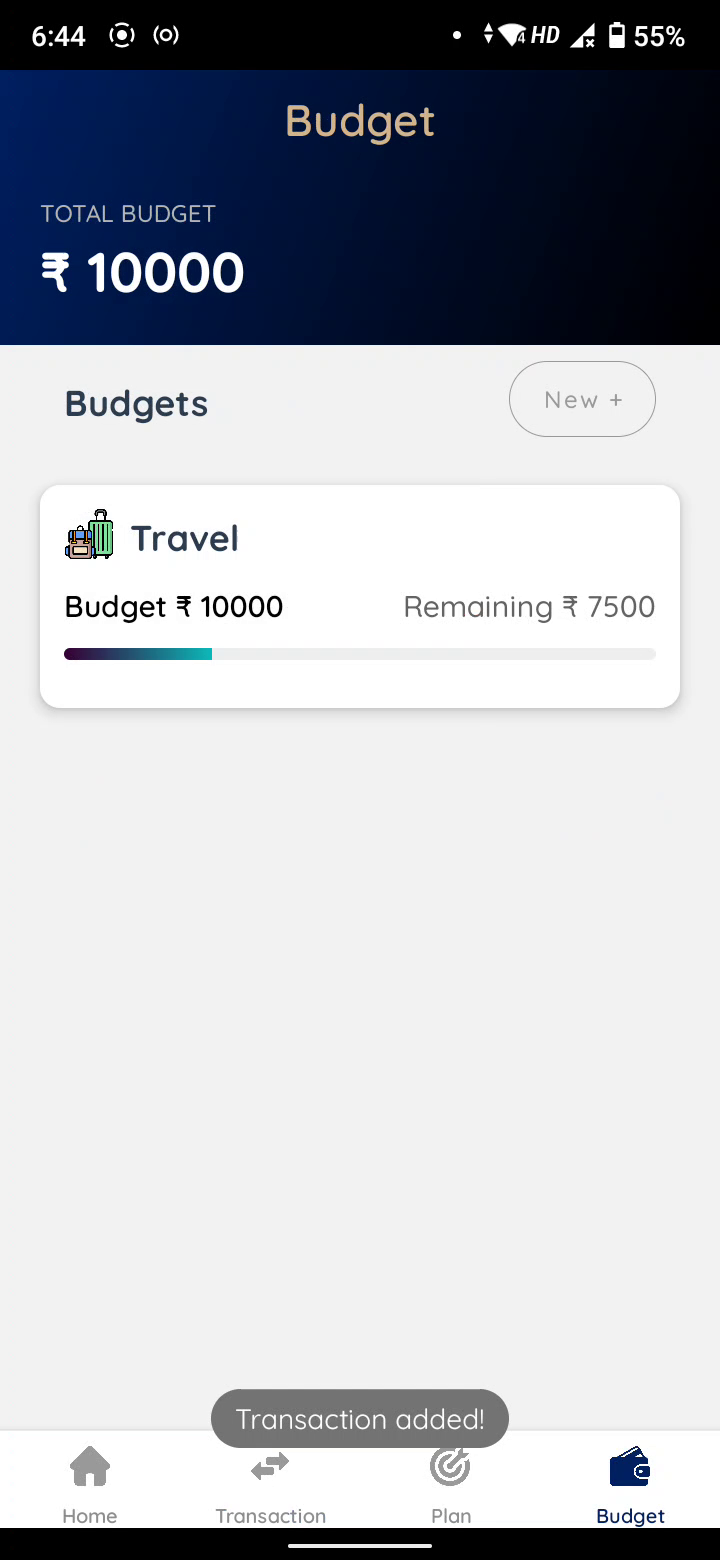 6:44 HD 55%
Budget
TOTAL BUDGET
₹ 10000
Budgets
New +
Travel
Budget ₹ 10000 Remaining ₹ 7500
Transaction added!
Home Transaction Plan Budget